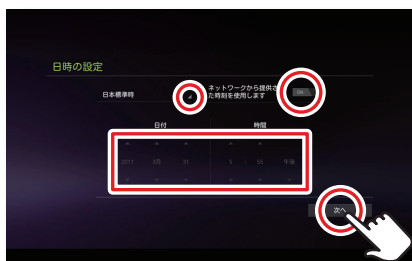 日時の設定
日本標準時
ネットワークから提供さ
た時刻を使用します
ON
日付 時間
2011 3月 31 5 : 55 午後
次へ